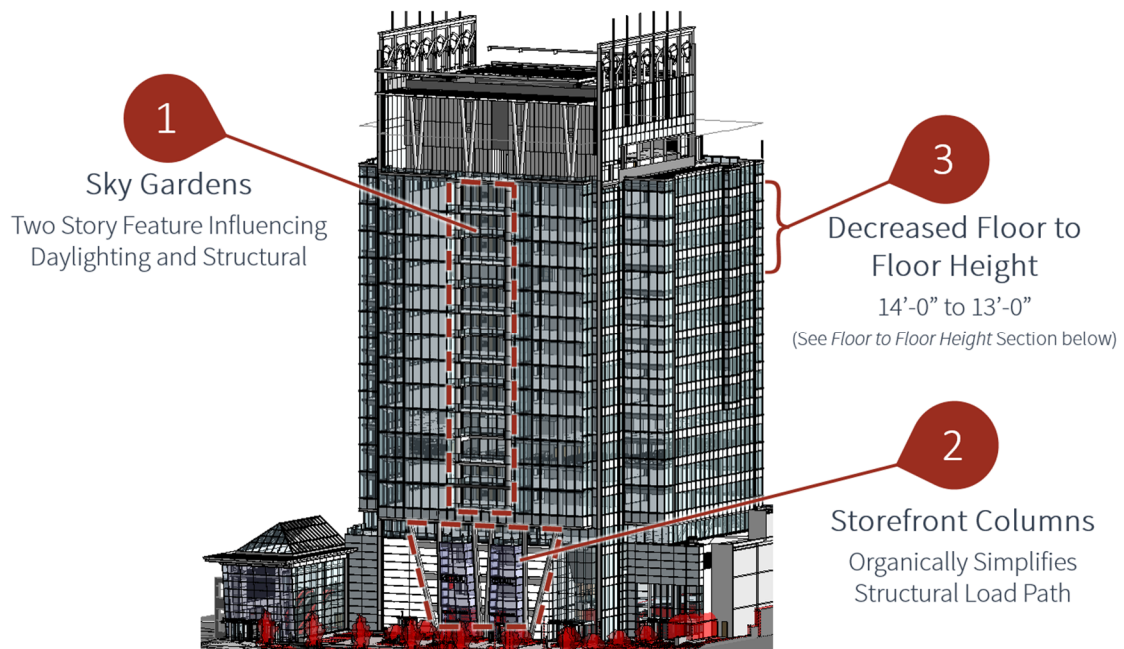 1
Sky Gardens
Two Story Feature Influencing
Daylighting and Structural
3
Decreased Floor to
Floor Height
14’-0” to 13’-0”
(See Floor to Floor Height Section below)
2
Storefront Columns
Organically Simplifies
Structural Load Path